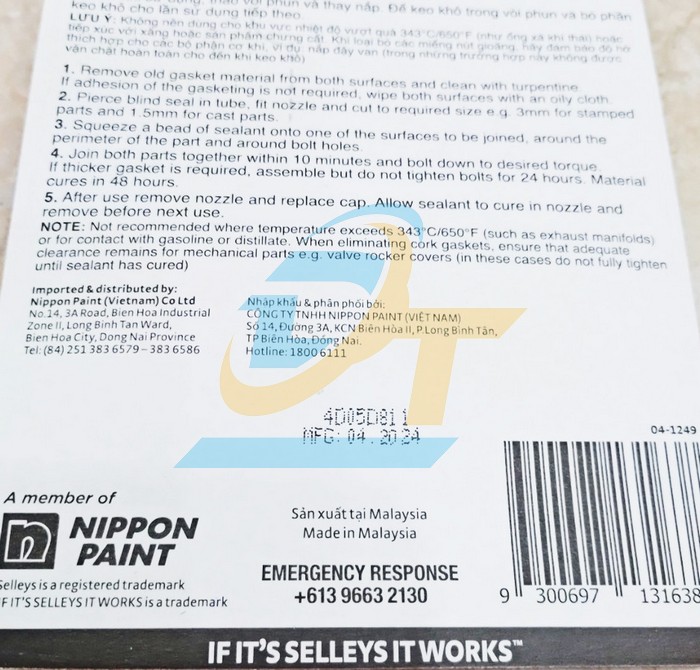 keo khô cho lần sử dụng tiếp theo.
LƯU Ý: Không nên dùng cho khu vực nhiệt độ vượt quá 343°C/650°F (như ống xả khí thải) hoặc
tiếp xúc với xăng hoặc sản phẩm chưng cất. Khi loại bỏ các miếng nút gioăng, hãy đảm bảo độ hở
thích hợp cho các bộ phận cơ khí, ví dụ: nắp đậy van (trong những trường hợp này không được
vặn chặt hoàn toàn cho đến khi keo khô)
1. Remove old gasket material from both surfaces and clean with turpentine.
If adhesion of the gasketing is not required, wipe both surfaces with an oily cloth.
2. Pierce blind seal in tube, fit nozzle and cut to required size e.g. 3mm for stamped
parts and 1.5mm for cast parts.
3. Squeeze a bead of sealant onto one of the surfaces to be joined, around the
perimeter of the part and around bolt holes.
4. Join both parts together within 10 minutes and bolt down to desired torque.
If thicker gasket is required, assemble but do not tighten bolts for 24 hours. Material
cures in 48 hours.
5. After use remove nozzle and replace cap. Allow sealant to cure in nozzle and
remove before next use.
NOTE: Not recommended where temperature exceeds 343°C/650°F (such as exhaust manifolds)
or for contact with gasoline or distillate. When eliminating cork gaskets, ensure that adequate
clearance remains for mechanical parts e.g. valve rocker covers (in these cases do not fully tighten
until sealant has cured)
Imported & distributed by:
Nippon Paint (Vietnam) Co Ltd
No.14, 3A Road, Bien Hoa Industrial
Zone II, Long Binh Tan Ward,
Bien Hoa City, Dong Nai Province
Tel: (84) 251 383 6579 – 383 6586
Nhập khẩu & phân phối bởi:
CÔNG TY TNHH NIPPON PAINT (VIỆT NAM)
Số 14, Đường 3A, KCN Biên Hòa II, P.Long Bình Tân,
TP Biên Hòa, Đồng Nai.
Hotline: 1800 6111
4D05D811
MFG: 04.2024
04-1249
A member of
NIPPON
PAINT
Selleys is a registered trademark
IF IT'S SELLEYS IT WORKS is a trademark
Sản xuất tại Malaysia
Made in Malaysia
EMERGENCY RESPONSE
+613 9663 2130
9 300697 131638
IF IT'S SELLEYS IT WORKS™